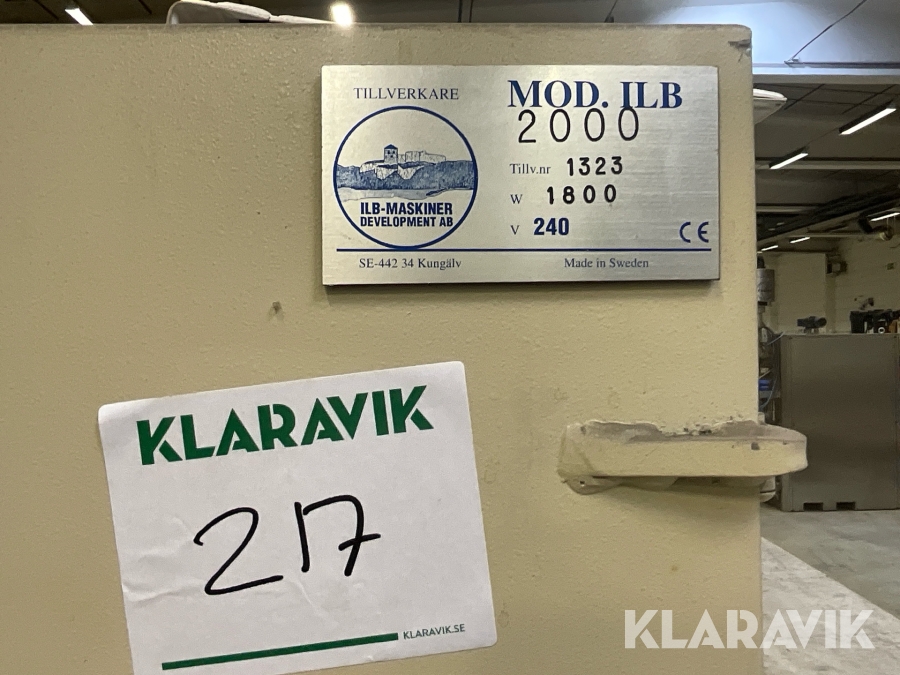 TILLVERKARE
ILB-MASKINER
DEVELOPMENT AB
SE-442 34 Kungälv
MOD. ILB
2000
Tillv.nr 1323
W 1800
V 240
CE
Made in Sweden
KLARAVIK
217
KLARAVIK.SE
KLARAVIK